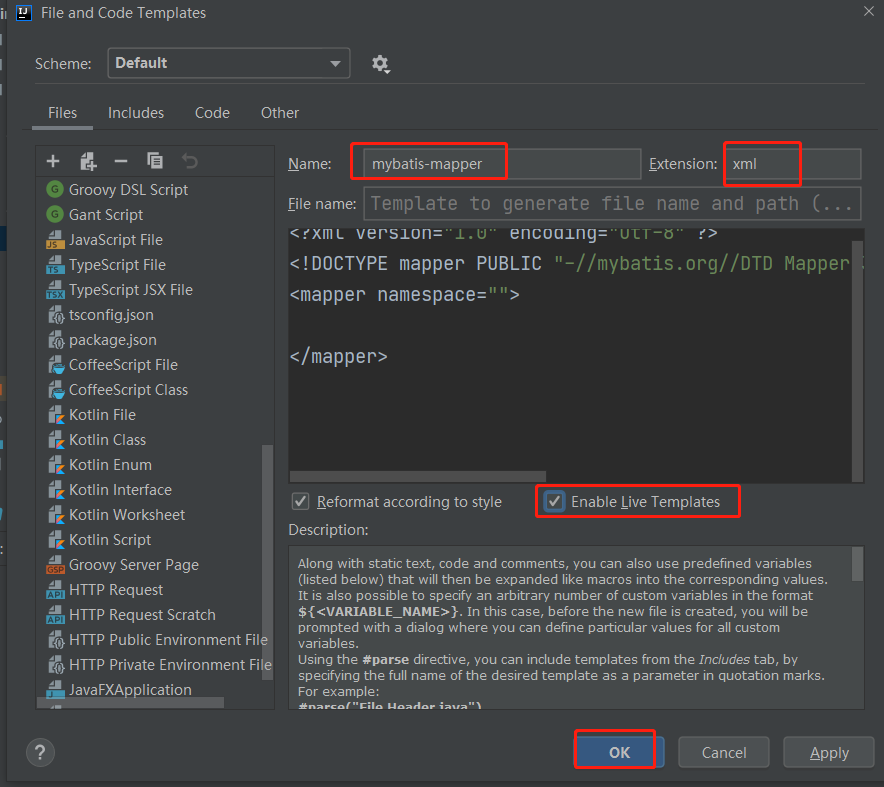 File and Code Templates
Scheme: Default
Files Includes Code Other
Name: mybatis-mapper Extension: xml
File name: Template to generate file name and path (...
<?xml version="1.0" encoding="UTF-8" ?>
<!DOCTYPE mapper PUBLIC "-//mybatis.org//DTD Mapper
<mapper namespace="">
</mapper>
Groovy DSL Script
Gant Script
JavaScript File
TypeScript File
TypeScript JSX File
tsconfig.json
package.json
CoffeeScript File
CoffeeScript Class
Kotlin File
Kotlin Class
Kotlin Enum
Kotlin Interface
Kotlin Worksheet
Kotlin Script
Groovy Server Page
HTTP Request
HTTP Request Scratch
HTTP Public Environment File
HTTP Private Environment File
JavaFXApplication
Reformat according to style Enable Live Templates
Description:
Along with static text, code and comments, you can also use predefined variables
(listed below) that will then be expanded like macros into the corresponding values.
It is also possible to specify an arbitrary number of custom variables in the format
${<VARIABLE_NAME>}. In this case, before the new file is created, you will be
prompted with a dialog where you can define particular values for all custom
variables.
Using the #parse directive, you can include templates from the Includes tab, by
specifying the full name of the desired template as a parameter in quotation marks.
For example:
#parse("File Header.java")
? OK Cancel Apply